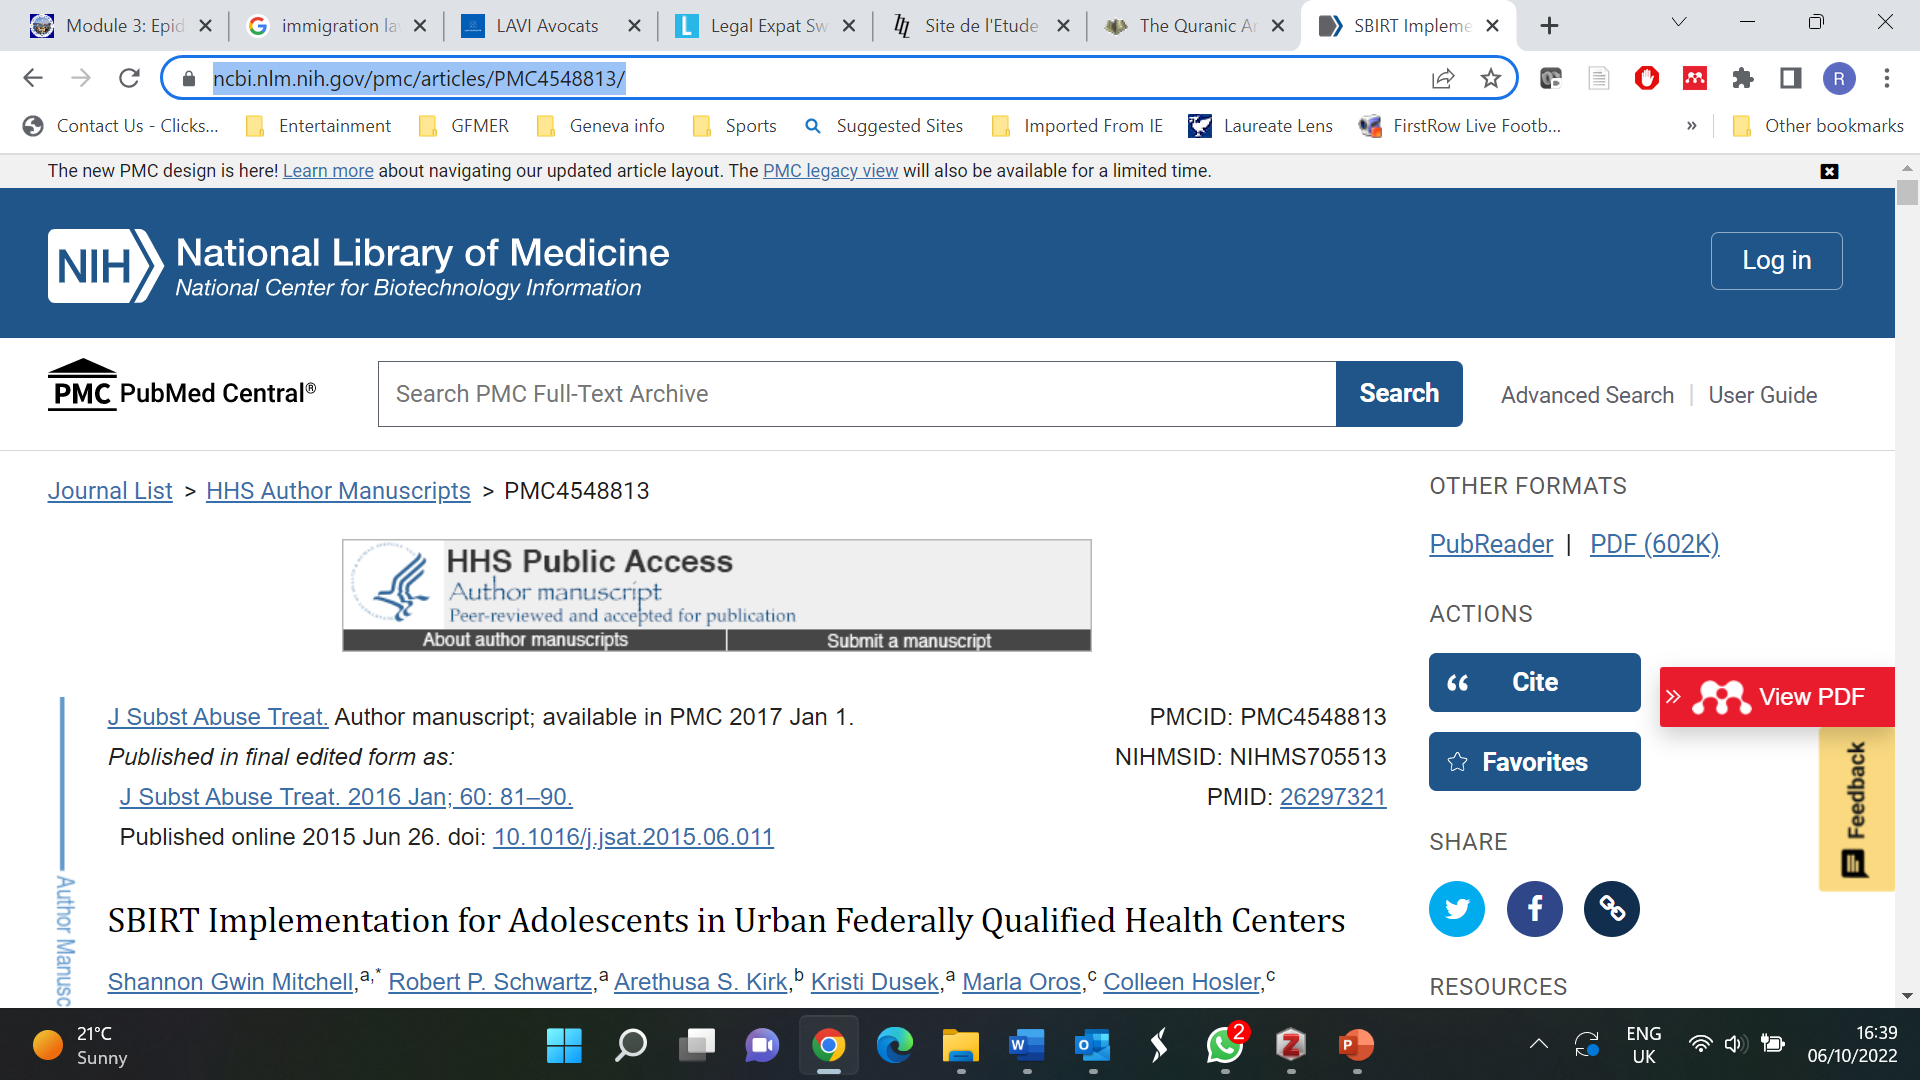 Module 3: Epid
immigration la
LAVI Avocats
Legal Expat Sw
Site de l'Etude
The Quranic Ar
SBIRT Impleme
ncbi.nlm.nih.gov/pmc/articles/PMC4548813/
R
Contact Us - Clicks...
Entertainment
GFMER
Geneva info
Sports
Suggested Sites
Imported From IE
Laureate Lens
FirstRow Live Footb...
»
Other bookmarks
The new PMC design is here! Learn more about navigating our updated article layout. The PMC legacy view will also be available for a limited time.
NIH
National Library of Medicine
National Center for Biotechnology Information
Log in
PMC PubMed Central®
Search PMC Full-Text Archive
Search
Advanced Search
User Guide
Journal List > HHS Author Manuscripts > PMC4548813
HHS Public Access
Author manuscript
Peer-reviewed and accepted for publication
About author manuscripts
Submit a manuscript
J Subst Abuse Treat. Author manuscript; available in PMC 2017 Jan 1.
Published in final edited form as:
J Subst Abuse Treat. 2016 Jan; 60: 81–90.
Published online 2015 Jun 26. doi: 10.1016/j.jsat.2015.06.011
PMCID: PMC4548813
NIHMSID: NIHMS705513
PMID: 26297321
Author Manusc
SBIRT Implementation for Adolescents in Urban Federally Qualified Health Centers
Shannon Gwin Mitchell,a,* Robert P. Schwartz,a Arethusa S. Kirk,b Kristi Dusek,a Marla Oros,c Colleen Hosler,c
OTHER FORMATS
PubReader | PDF (602K)
ACTIONS
Cite
Favorites
» View PDF
Feedback
SHARE
RESOURCES
21°C
Sunny
2
ENG
UK
16:39
06/10/2022